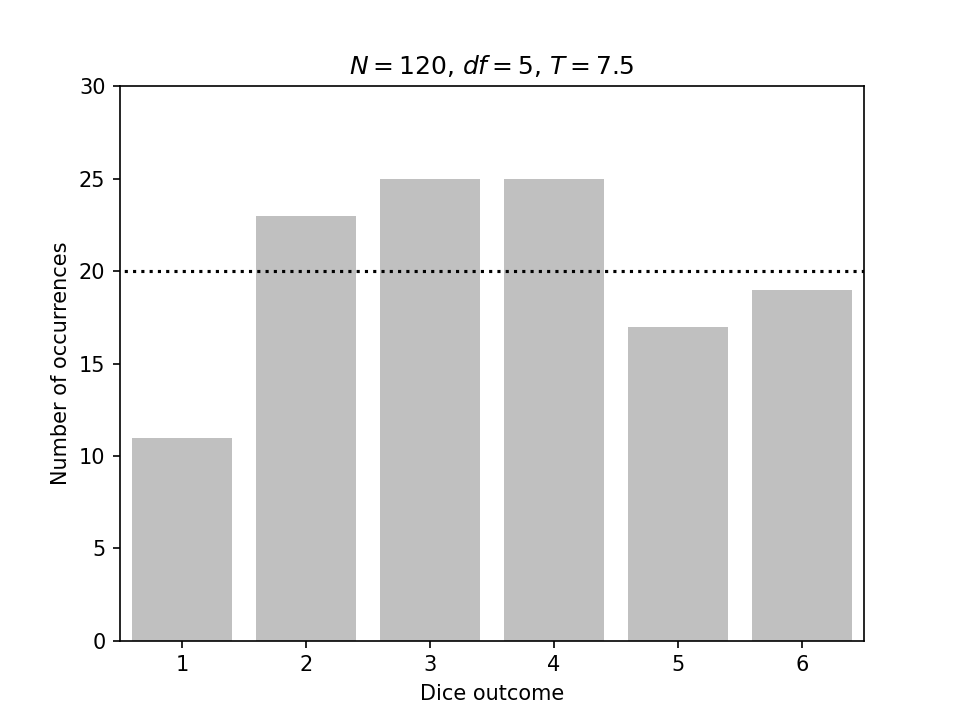 N = 120, df = 5, T = 7.5
30
25
20
15
10
5
0
Number of occurrences
1 2 3 4 5 6
Dice outcome